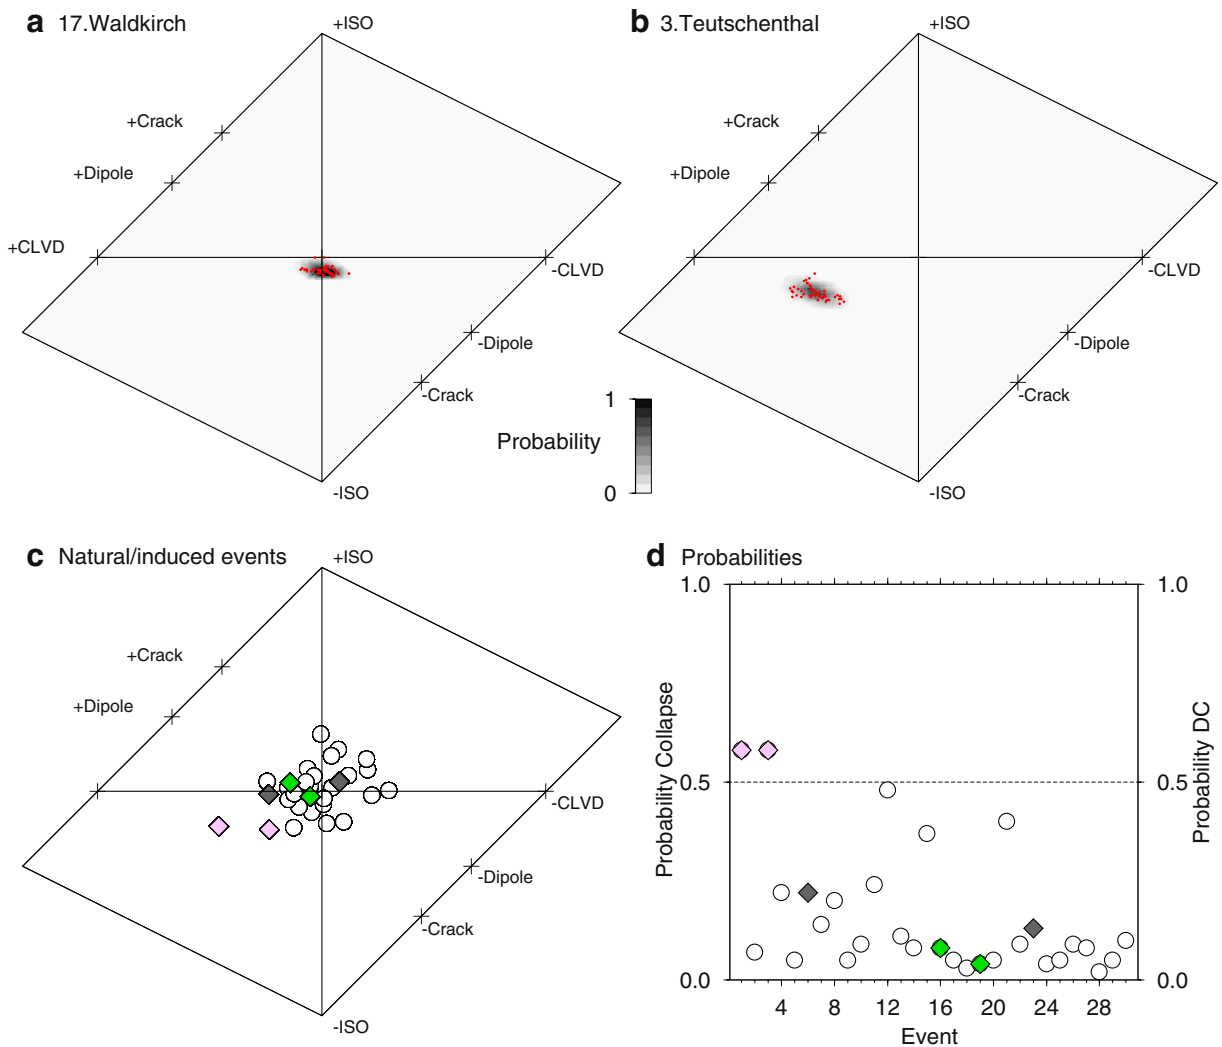 a 17.Waldkirch
+ISO
+Crack
+Dipole
+CLVD
-CLVD
-Dipole
-Crack
-ISO
b 3.Teutschenthal
+ISO
+Crack
+Dipole
-CLVD
-Dipole
-Crack
-ISO
1
Probability
0
c Natural/induced events
+ISO
+Crack
+Dipole
-CLVD
-Dipole
-Crack
-ISO
d Probabilities
1.0 1.0
Probability Collapse
0.5 0.5
Probability DC
0.0 0.0
4 8 12 16 20 24 28
Event